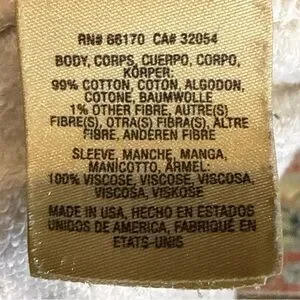 RN# 66170 CA# 32054
BODY, CORPS, CUERPO, CORPO,
KÖRPER:
99% COTTON, COTON, ALGODON,
COTONE, BAUMWOLLE
1% OTHER FIBRE, AUTRE(S)
FIBRE(S), OTRA(S) FIBRA(S), ALTRE
FIBRE, ANDEREN FIBRE
SLEEVE, MANCHE, MANGA,
MANICOTTO, ÄRMEL:
100% VISCOSE, VISCOSE, VISCOSA,
VISCOSA, VISKOSE
MADE IN USA, HECHO EN ESTADOS
UNIDOS DE AMERICA, FABRIQUÉ EN
ETATS-UNIS